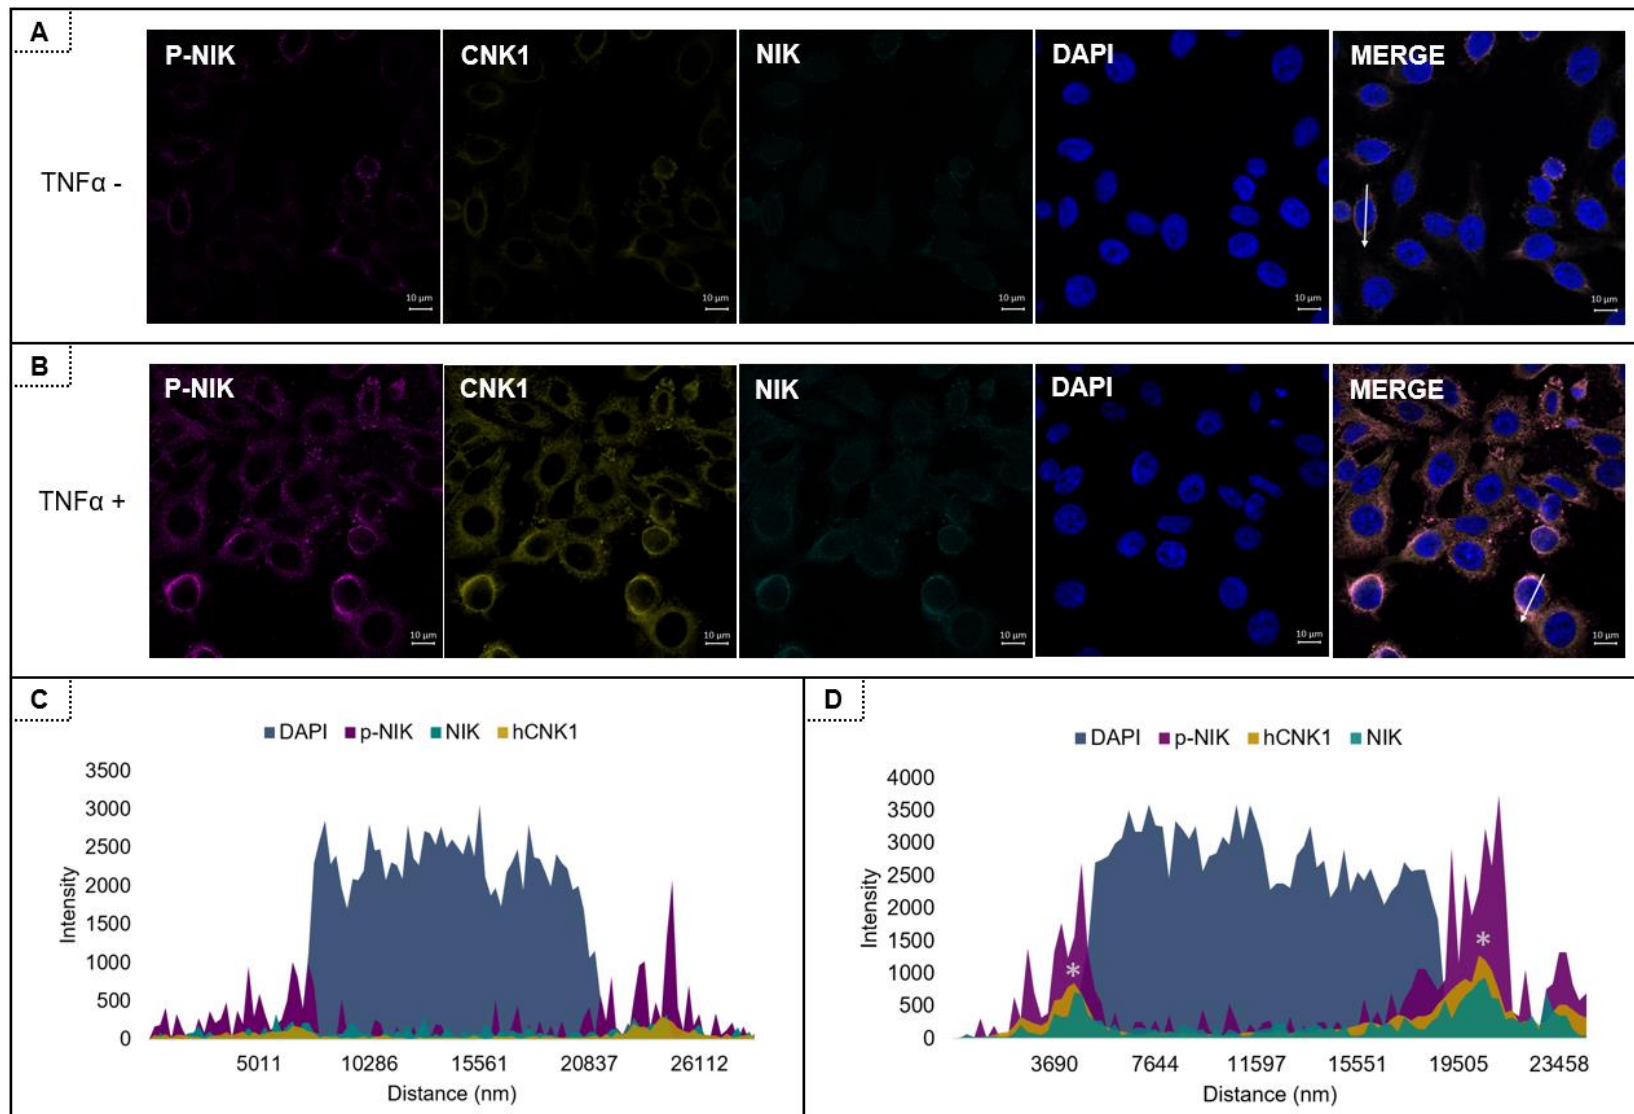 A
P-NIK
CNK1
NIK
DAPI
MERGE
TNFα -
10 µm
10 µm
10 µm
10 µm
10 µm
B
P-NIK
CNK1
NIK
DAPI
MERGE
TNFα +
10 µm
10 µm
10 µm
10 µm
10 µm
C
DAPI p-NIK NIK hCNK1
3500
3000
2500
2000
1500
1000
500
0
Intensity
5011 10286 15561 20837 26112
Distance (nm)
D
DAPI p-NIK hCNK1 NIK
4000
3500
3000
2500
2000
1500
1000
500
0
Intensity
*
*
3690 7644 11597 15551 19505 23458
Distance (nm)